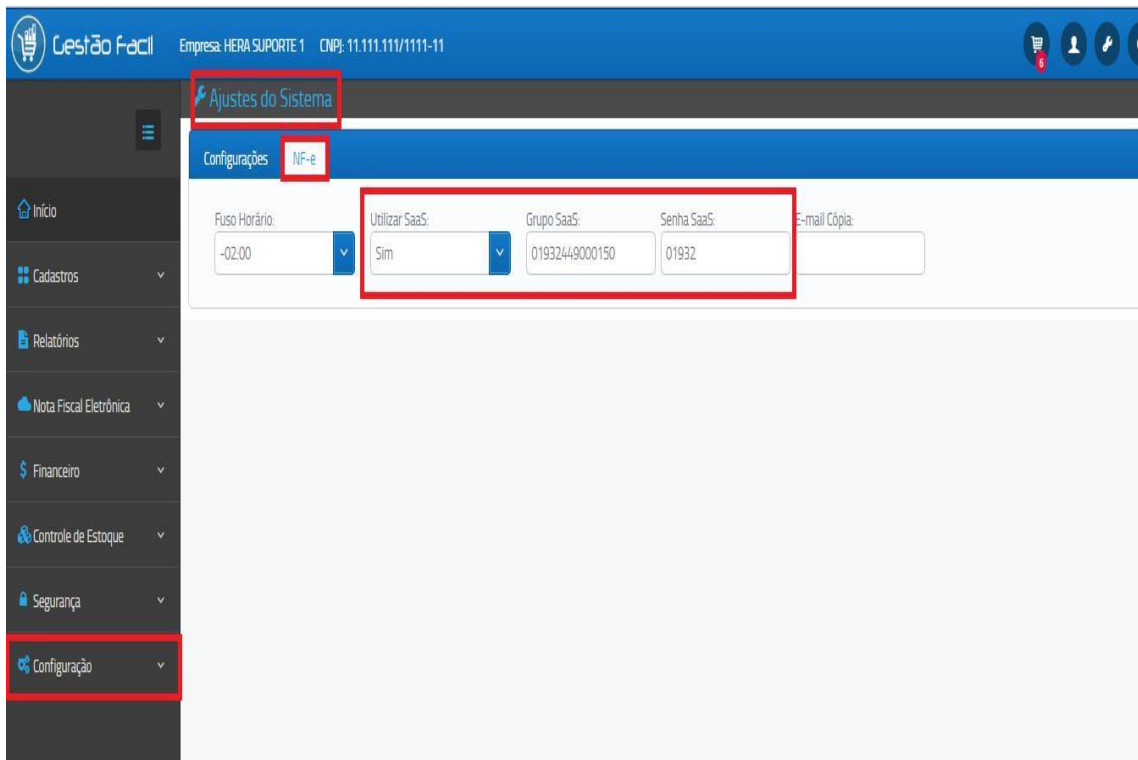 Gestão Facil Empresa: HERA SUPORTE 1 CNPJ: 11.111.111/1111-11
6
Ajustes do Sistema
Configurações NF-e
Fuso Horário: Utilizar SaaS: Grupo SaaS: Senha SaaS: E-mail Cópia:
-02:00 Sim 01932449000150 01932
Início
Cadastros
Relatórios
Nota Fiscal Eletrônica
Financeiro
Controle de Estoque
Segurança
Configuração